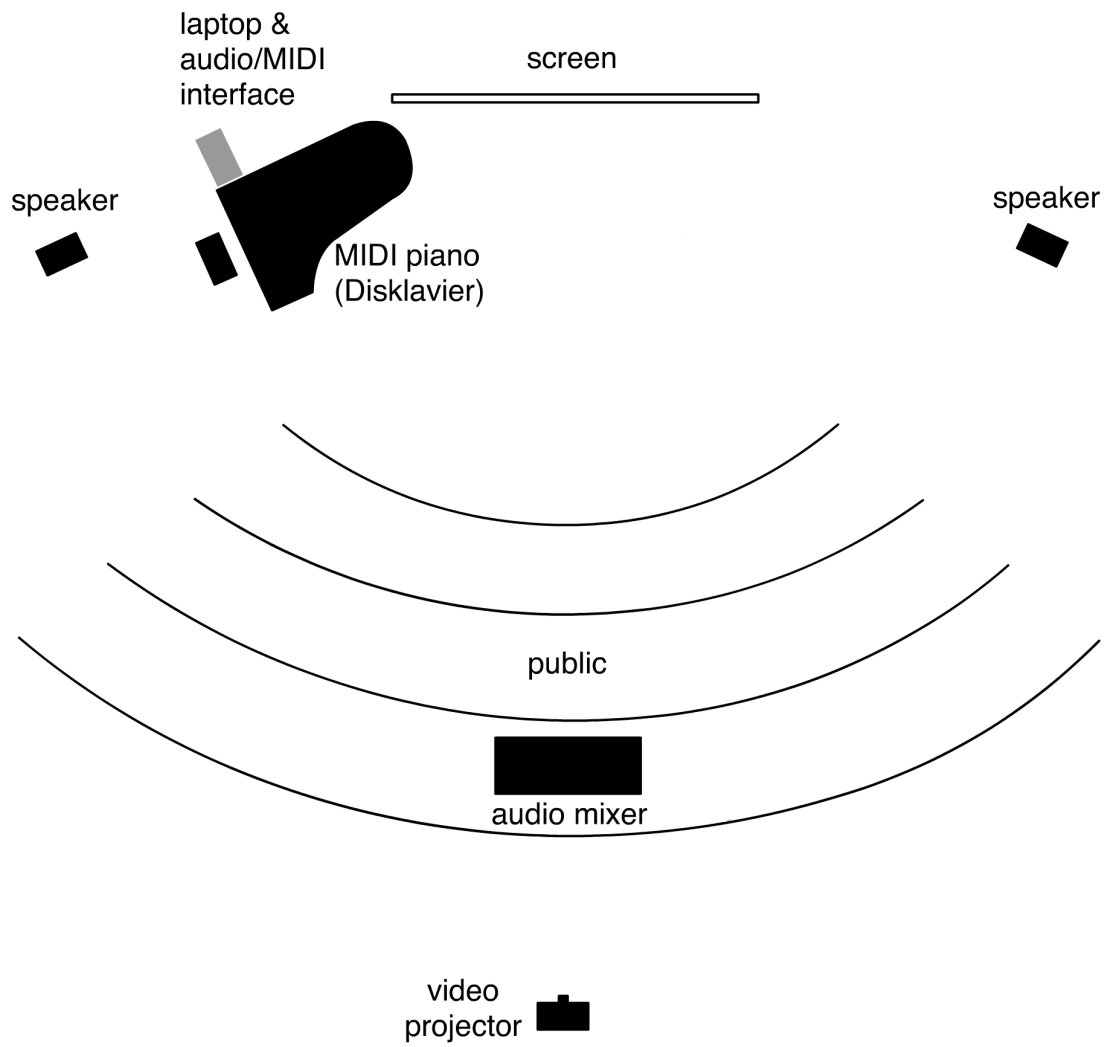 laptop &
audio/MIDI
interface
screen
speaker
speaker
MIDI piano
(Disklavier)
public
audio mixer
video
projector